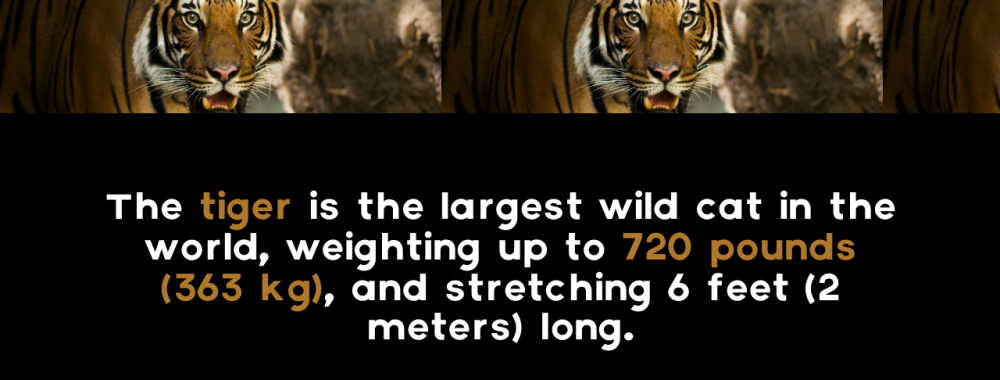 The tiger is the largest wild cat in the
world, weighting up to 720 pounds
(363 kg), and stretching 6 feet (2
meters) long.